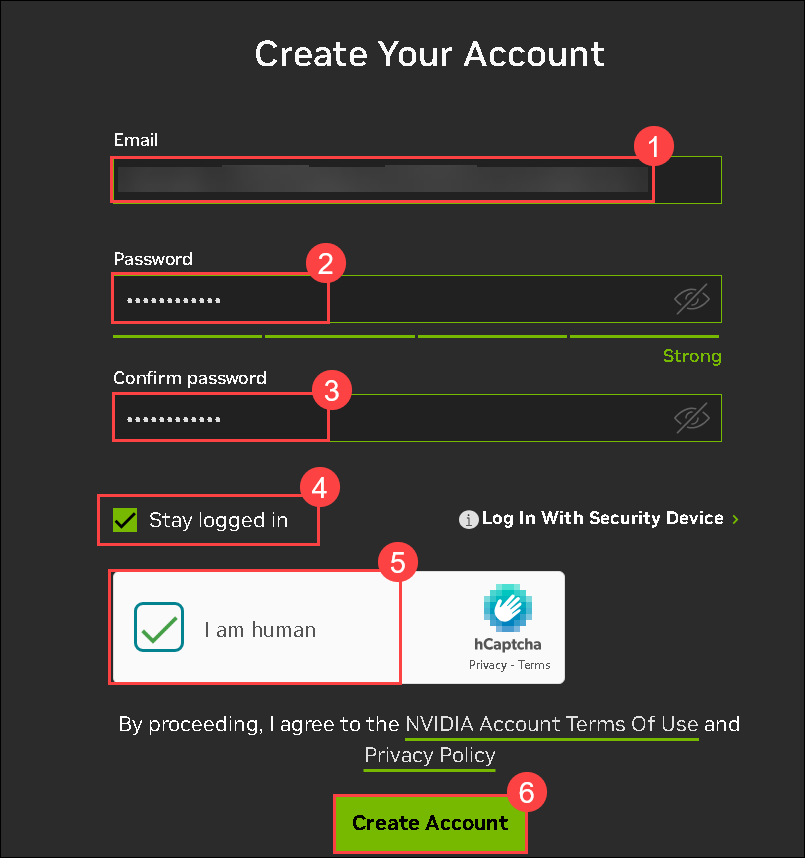 Create Your Account
Email
1
Password
2
••••••••••••
Strong
Confirm password
3
••••••••••••
4
Stay logged in
Log In With Security Device ›
5
I am human
hCaptcha
Privacy - Terms
By proceeding, I agree to the NVIDIA Account Terms Of Use and
Privacy Policy
6
Create Account